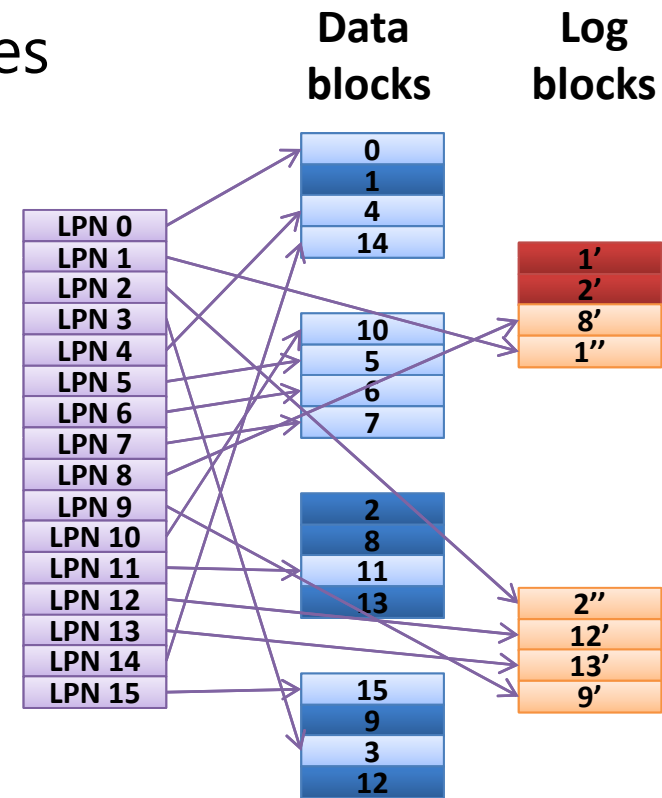 es
Data
blocks
Log
blocks
LPN 0
LPN 1
LPN 2
LPN 3
LPN 4
LPN 5
LPN 6
LPN 7
LPN 8
LPN 9
LPN 10
LPN 11
LPN 12
LPN 13
LPN 14
LPN 15
0
1
4
14
10
5
6
7
2
8
11
13
15
9
3
12
1’
2’
8’
1’’
2’’
12’
13’
9’